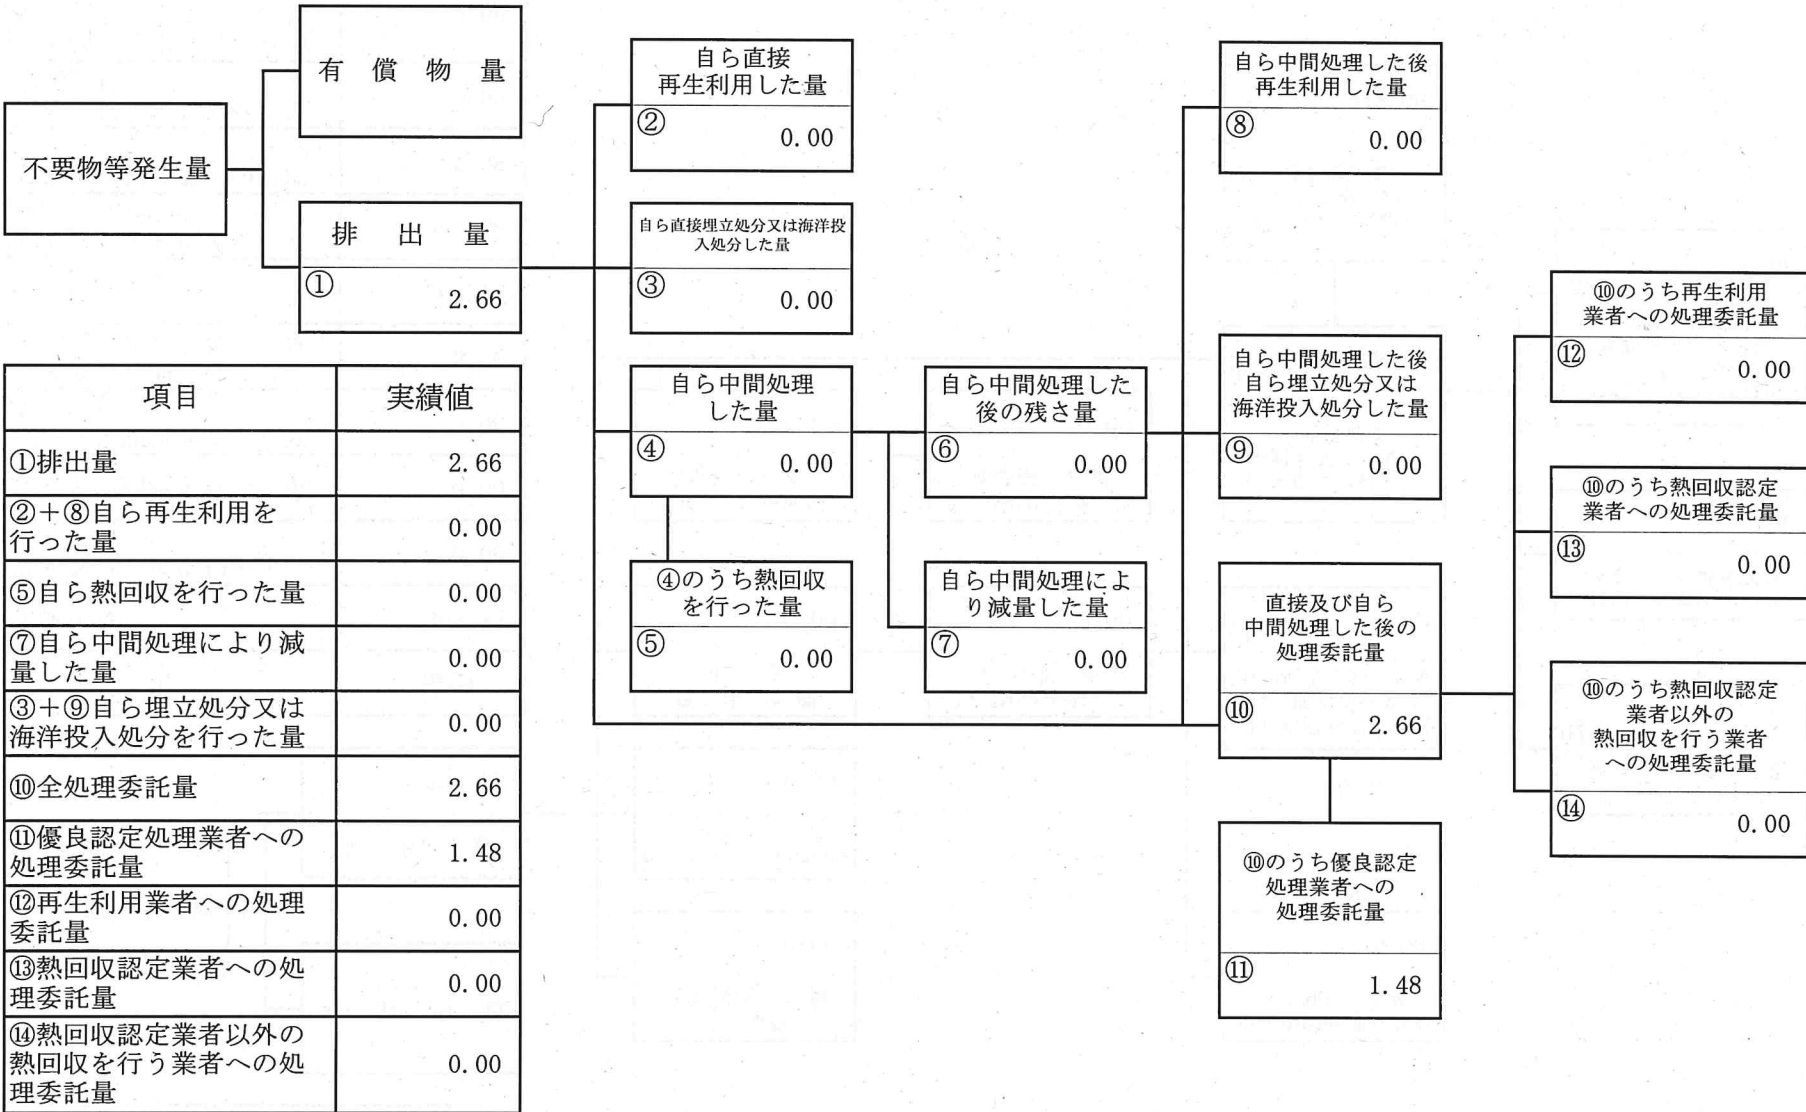 不要物等発生量
有償物量
排出量
①
2.66
自ら直接
再生利用した量
②
0.00
自ら直接埋立処分又は海洋投
入処分した量
③
0.00
自ら中間処理
した量
④
0.00
④のうち熱回収
を行った量
⑤
0.00
自ら中間処理した
後の残さ量
⑥
0.00
自ら中間処理によ
り減量した量
⑦
0.00
自ら中間処理した後
再生利用した量
⑧
0.00
自ら中間処理した後
自ら埋立処分又は
海洋投入処分した量
⑨
0.00
直接及び自ら
中間処理した後の
処理委託量
⑩
2.66
⑩のうち優良認定
処理業者への
処理委託量
⑪
1.48
⑩のうち再生利用
業者への処理委託量
⑫
0.00
⑩のうち熱回収認定
業者への処理委託量
⑬
0.00
⑩のうち熱回収認定
業者以外の
熱回収を行う業者
への処理委託量
⑭
0.00
項目 実績値
①排出量 2.66
②+⑧自ら再生利用を
行った量 0.00
⑤自ら熱回収を行った量 0.00
⑦自ら中間処理により減
量した量 0.00
③+⑨自ら埋立処分又は
海洋投入処分を行った量 0.00
⑩全処理委託量 2.66
⑪優良認定処理業者への
処理委託量 1.48
⑫再生利用業者への処理
委託量 0.00
⑬熱回収認定業者への処
理委託量 0.00
⑭熱回収認定業者以外の
熱回収を行う業者への処
理委託量 0.00